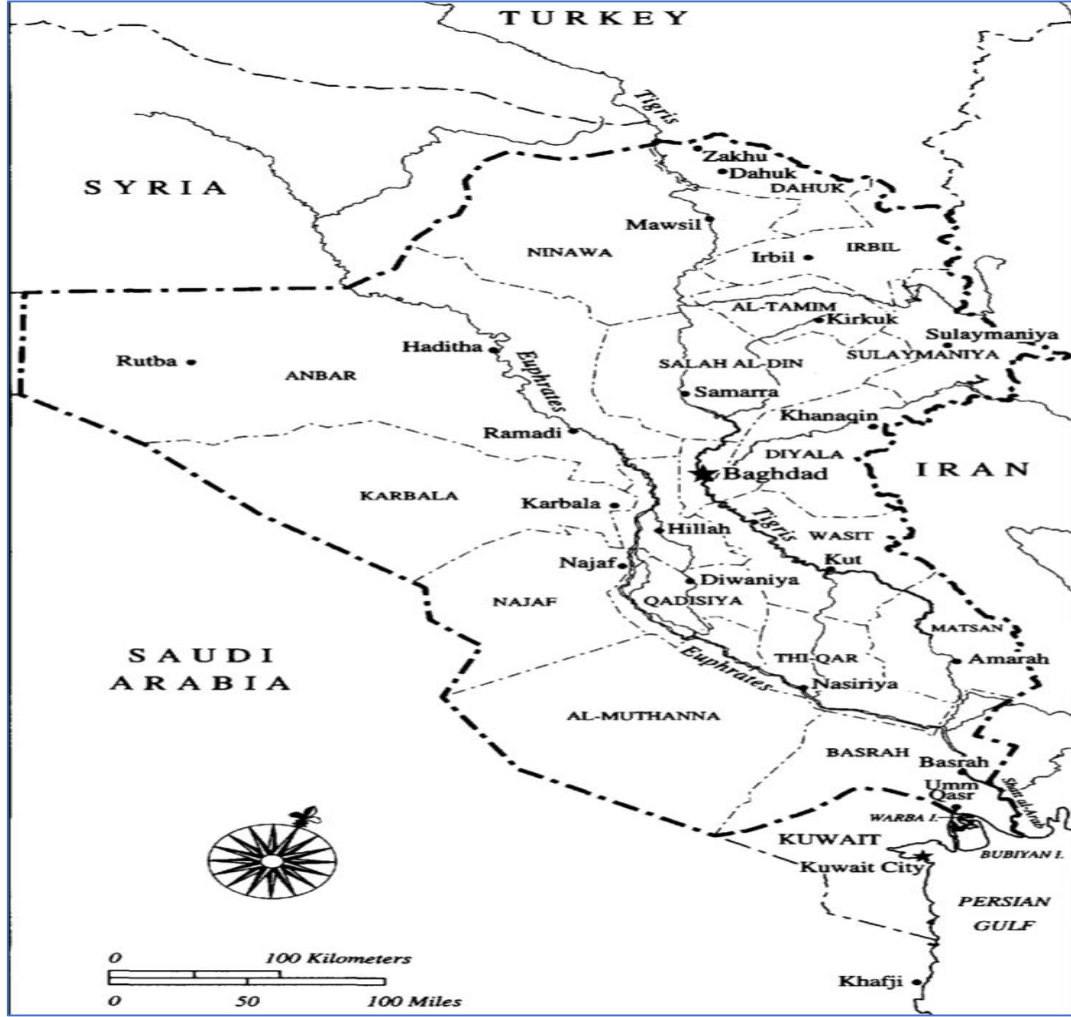 TURKEY
Tigris
Zakhu
Dahuk
DAHUK
SYRIA
Mawsil
NINAWA
Irbil
IRBIL
AL-TAMIM
Kirkuk
Sulaymaniya
SULAYMANIYA
Haditha
Euphrates
Rutba
ANBAR
SALAH AL-DIN
Samarra
Khanaqin
Ramadi
DIYALA
IRAN
Baghdad
KARBALA
Karbala
Tigris
Hillah
WASIT
Kut
Najaf
Diwaniya
NAJAF
QADISIYA
MATSAN
SAUDI
ARABIA
Euphrates
THI-QAR
Amarah
Nasiriya
AL-MUTHANNA
BASRAH
Basrah
Umm
Qasr
Shatt al-Arab
WARBA I.
KUWAIT
BUBIYAN I.
Kuwait City
PERSIAN
GULF
Khafji
0 100 Kilometers
0 50 100 Miles